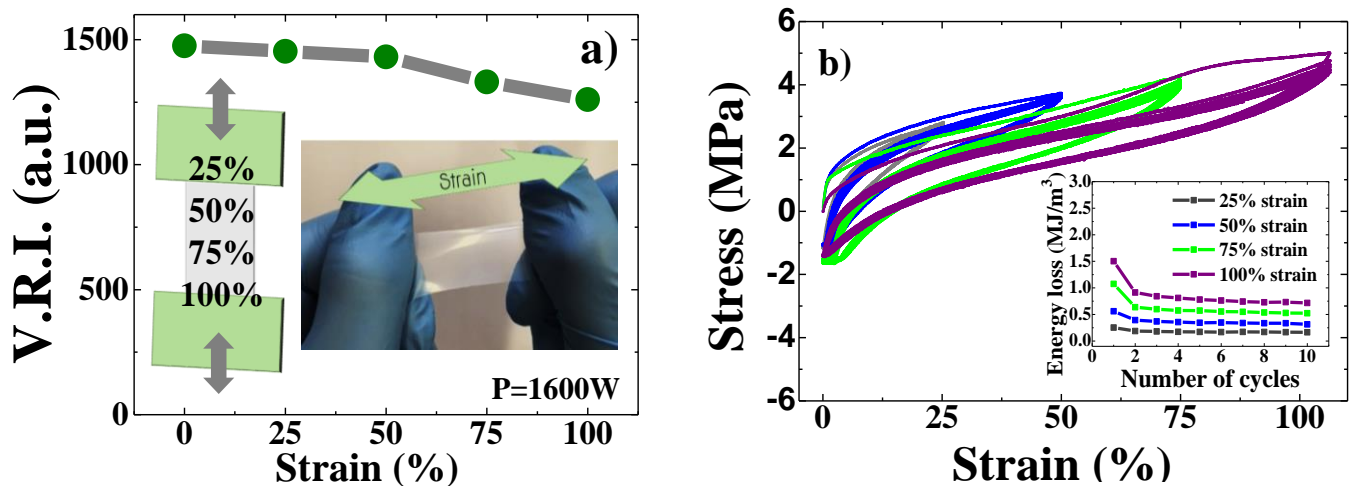 a)
V.R.I. (a.u.)
1500
1000
500
0
25%
50%
75%
100%
Strain
P=1600W
0 25 50 75 100
Strain (%)
b)
Stress (MPa)
6
4
2
0
-2
-4
-6
0 25 50 75 100
Strain (%)
Energy loss (MJ/m³)
3.0
2.5
2.0
1.5
1.0
0.5
0.0
25% strain
50% strain
75% strain
100% strain
0 2 4 6 8 10
Number of cycles